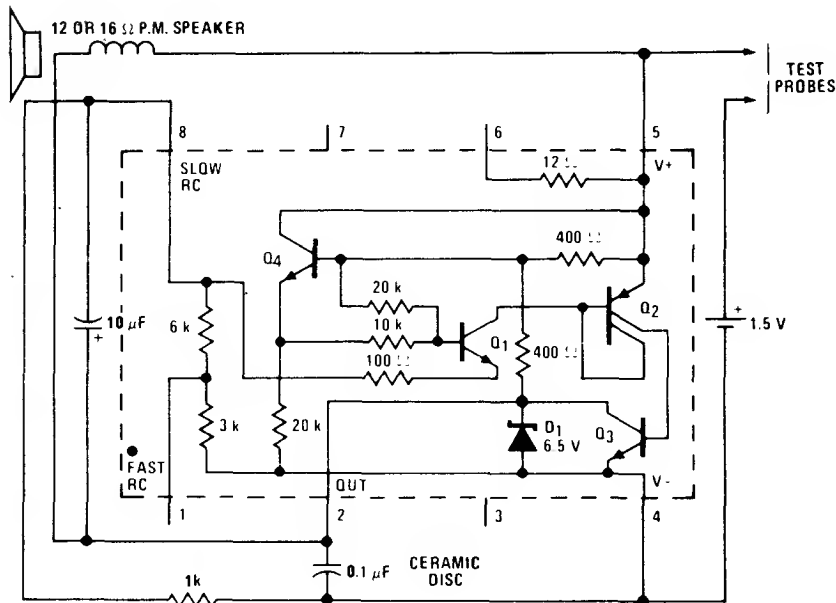 12 OR 16 Ω P.M. SPEAKER
TEST
PROBES
8
7
6
5
SLOW
RC
12 Ω
V+
Q4
400 Ω
20 k
Q2
10 µF
+
6 k
10 k
Q1
+
1.5 V
100 Ω
400 Ω
3 k
20 k
D1
6.5 V
Q3
FAST
RC
OUT
V-
1
2
3
4
CERAMIC
DISC
0.1 µF
1k